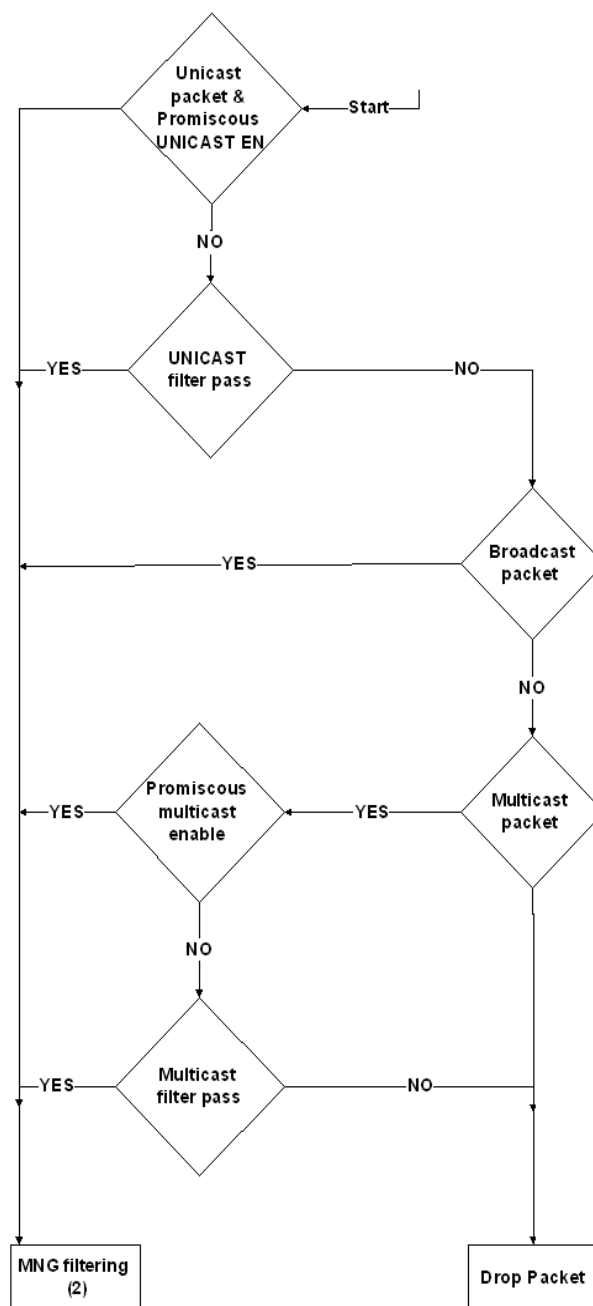 Unicast
packet &
Promiscous
UNICAST EN
Start
NO
UNICAST
filter pass
YES
NO
Broadcast
packet
YES
NO
Promiscous
multicast
enable
Multicast
packet
YES
YES
NO
Multicast
filter pass
YES
NO
MNG filtering
(2)
Drop Packet